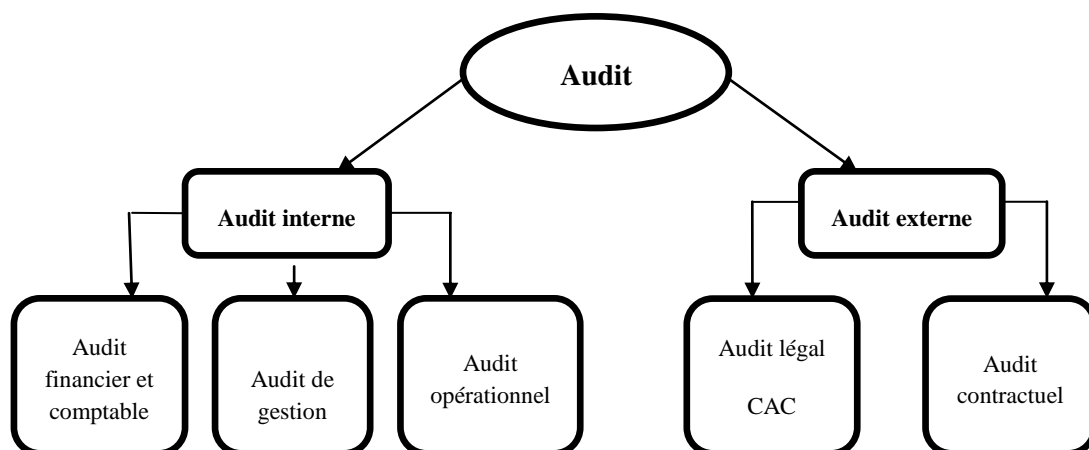 Audit
Audit interne
Audit externe
Audit
financier et
comptable
Audit de
gestion
Audit
opérationnel
Audit légal
CAC
Audit
contractuel